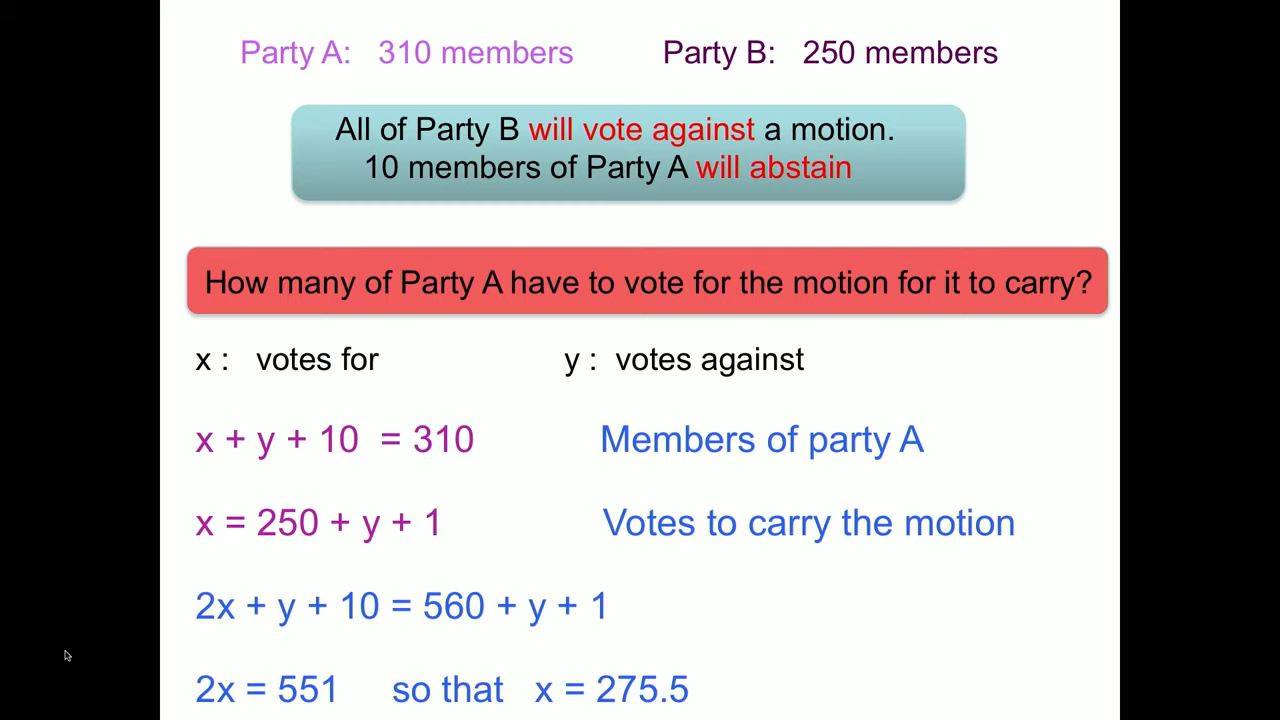 Party A: 310 members Party B: 250 members
All of Party B will vote against a motion.
10 members of Party A will abstain
How many of Party A have to vote for the motion for it to carry?
x : votes for y : votes against
x + y + 10 = 310 Members of party A
x = 250 + y + 1 Votes to carry the motion
2x + y + 10 = 560 + y + 1
2x = 551 so that x = 275.5